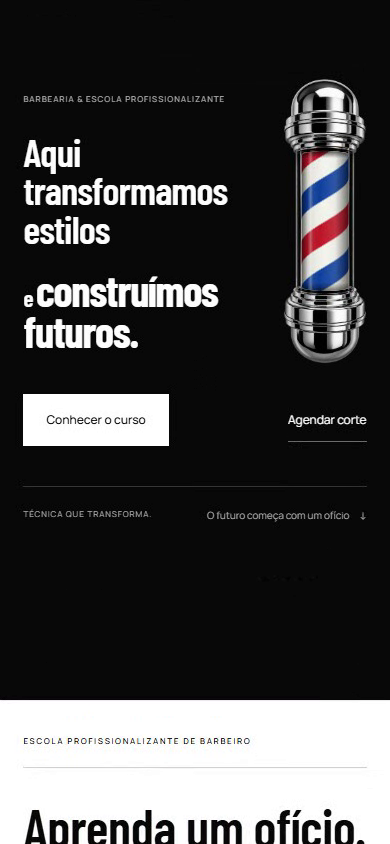 BARBEARIA & ESCOLA PROFISSIONALIZANTE
Aqui
transformamos
estilos
e construímos
futuros.
Conhecer o curso
Agendar corte
TÉCNICA QUE TRANSFORMA.
O futuro começa com um ofício ↓
ESCOLA PROFISSIONALIZANTE DE BARBEIRO
Aprenda um ofício.